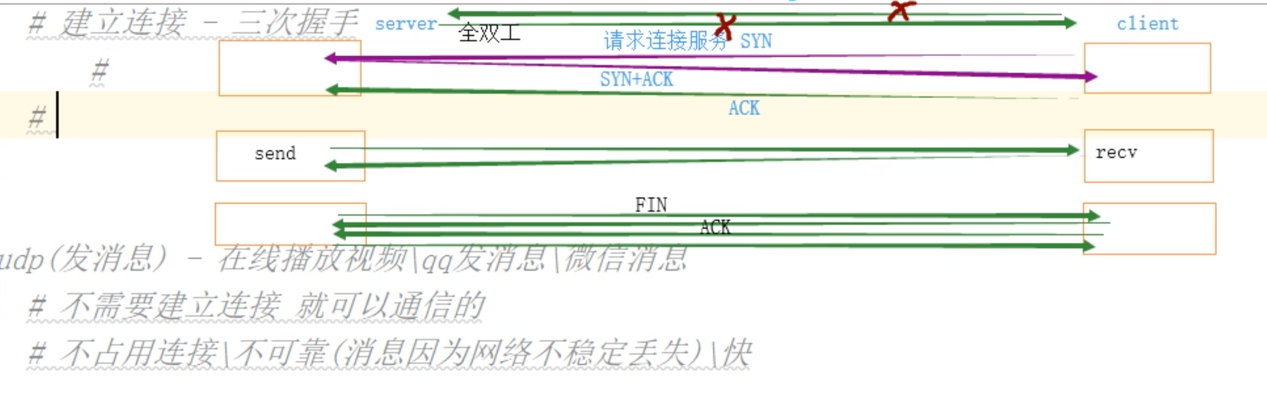 # 建立连接 - 三次握手 server client
全双工
请求连接服务 SYN
#
SYN+ACK
ACK
#
send recv
FIN
ACK
udp(发消息) - 在线播放视频\qq发消息\微信消息
# 不需要建立连接 就可以通信的
# 不占用连接\不可靠(消息因为网络不稳定丢失)\快